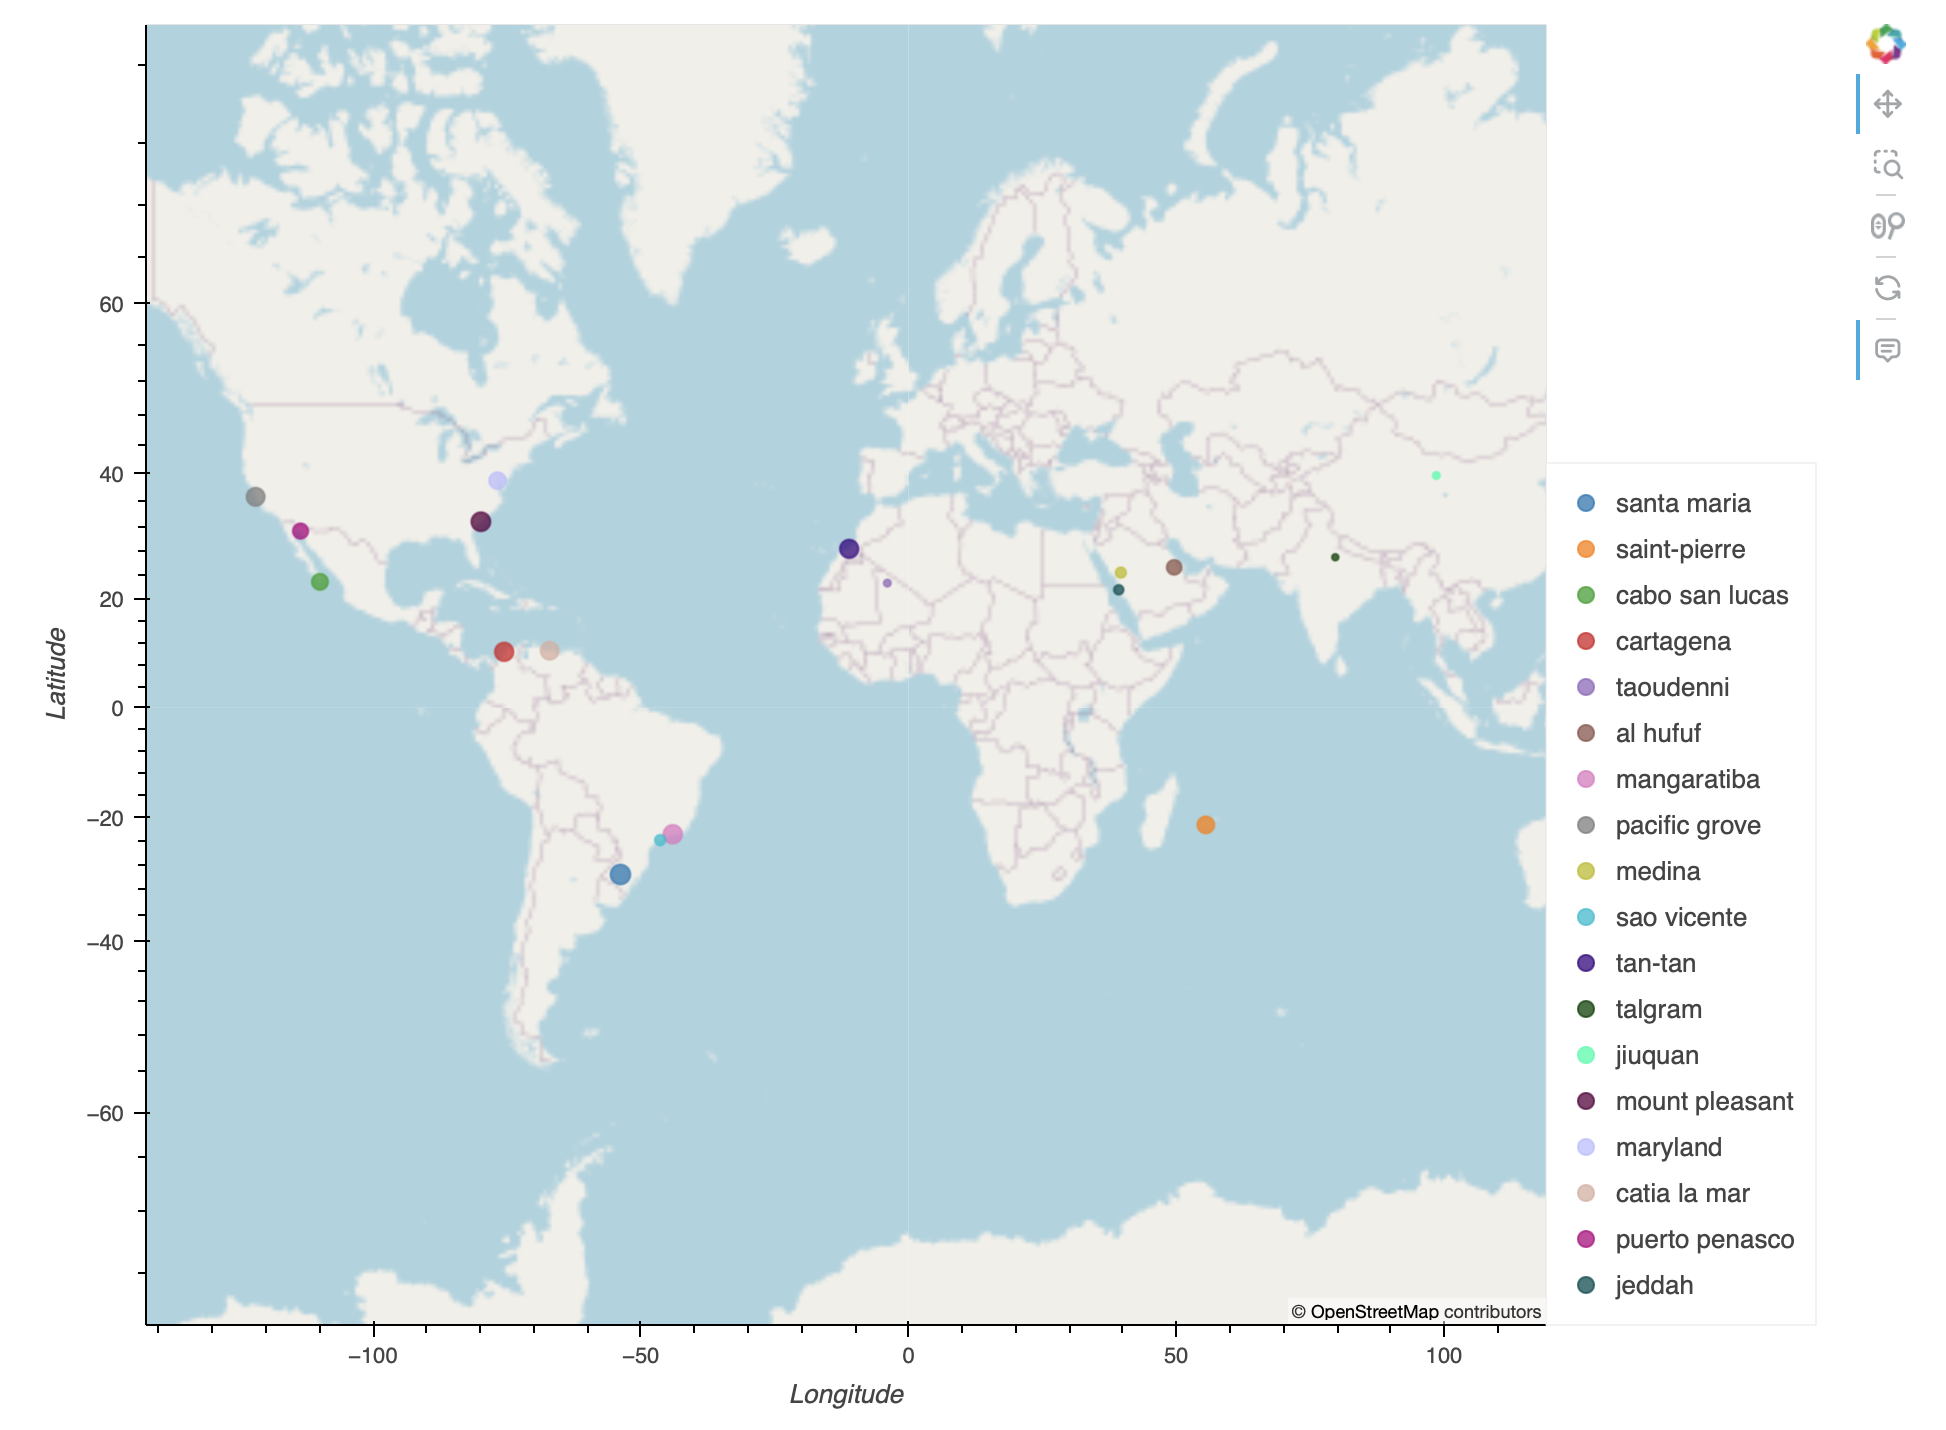 60
40
20
0
−20
−40
−60
Latitude
−100
−50
0
50
100
Longitude
© OpenStreetMap contributors
santa maria
saint-pierre
cabo san lucas
cartagena
taoudenni
al hufuf
mangaratiba
pacific grove
medina
sao vicente
tan-tan
talgram
jiuquan
mount pleasant
maryland
catia la mar
puerto penasco
jeddah